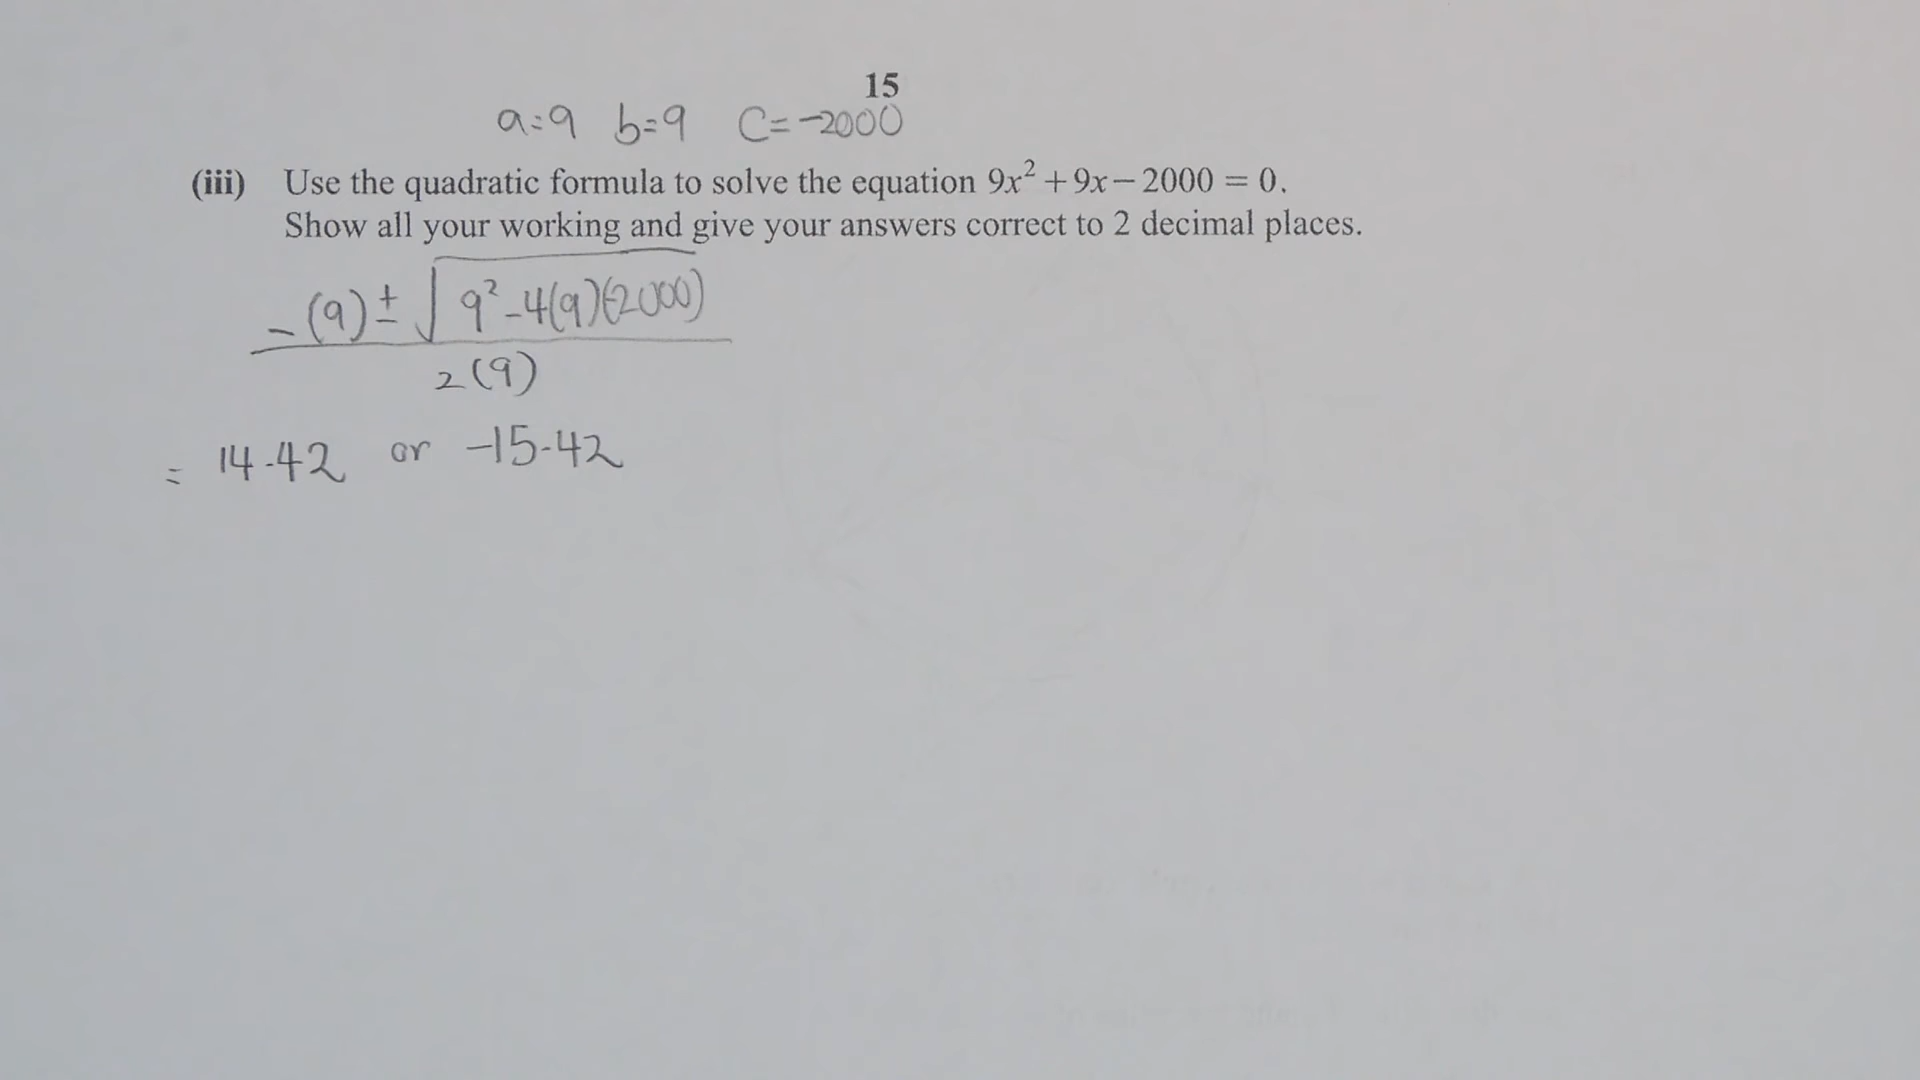 15
a=9 b=9 C=-2000
(iii) Use the quadratic formula to solve the equation 9x² + 9x − 2000 = 0.
Show all your working and give your answers correct to 2 decimal places.
-(9) ± √9²-4(9)(-2000)
2(9)
= 14.42 or -15.42